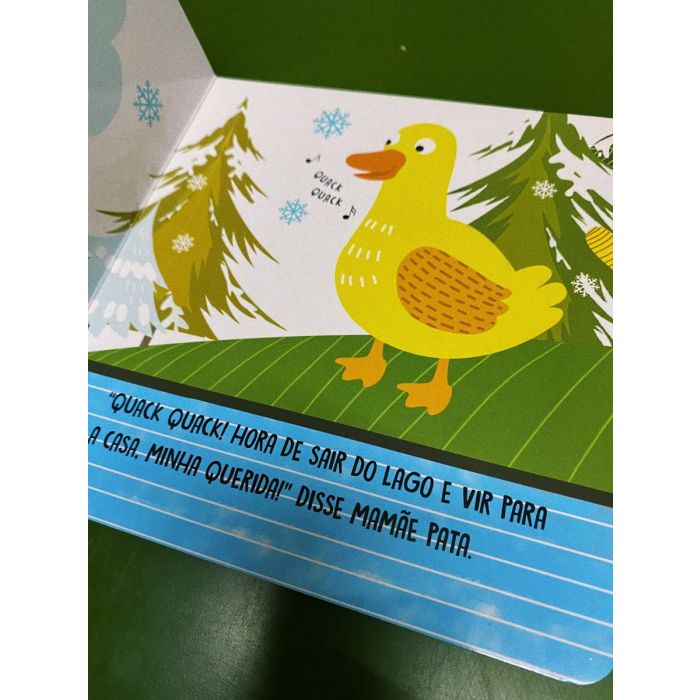 QUACK
QUACK
"QUACK QUACK! HORA DE SAIR DO LAGO E VIR PARA
A CASA, MINHA QUERIDA!" DISSE MAMÃE PATA.